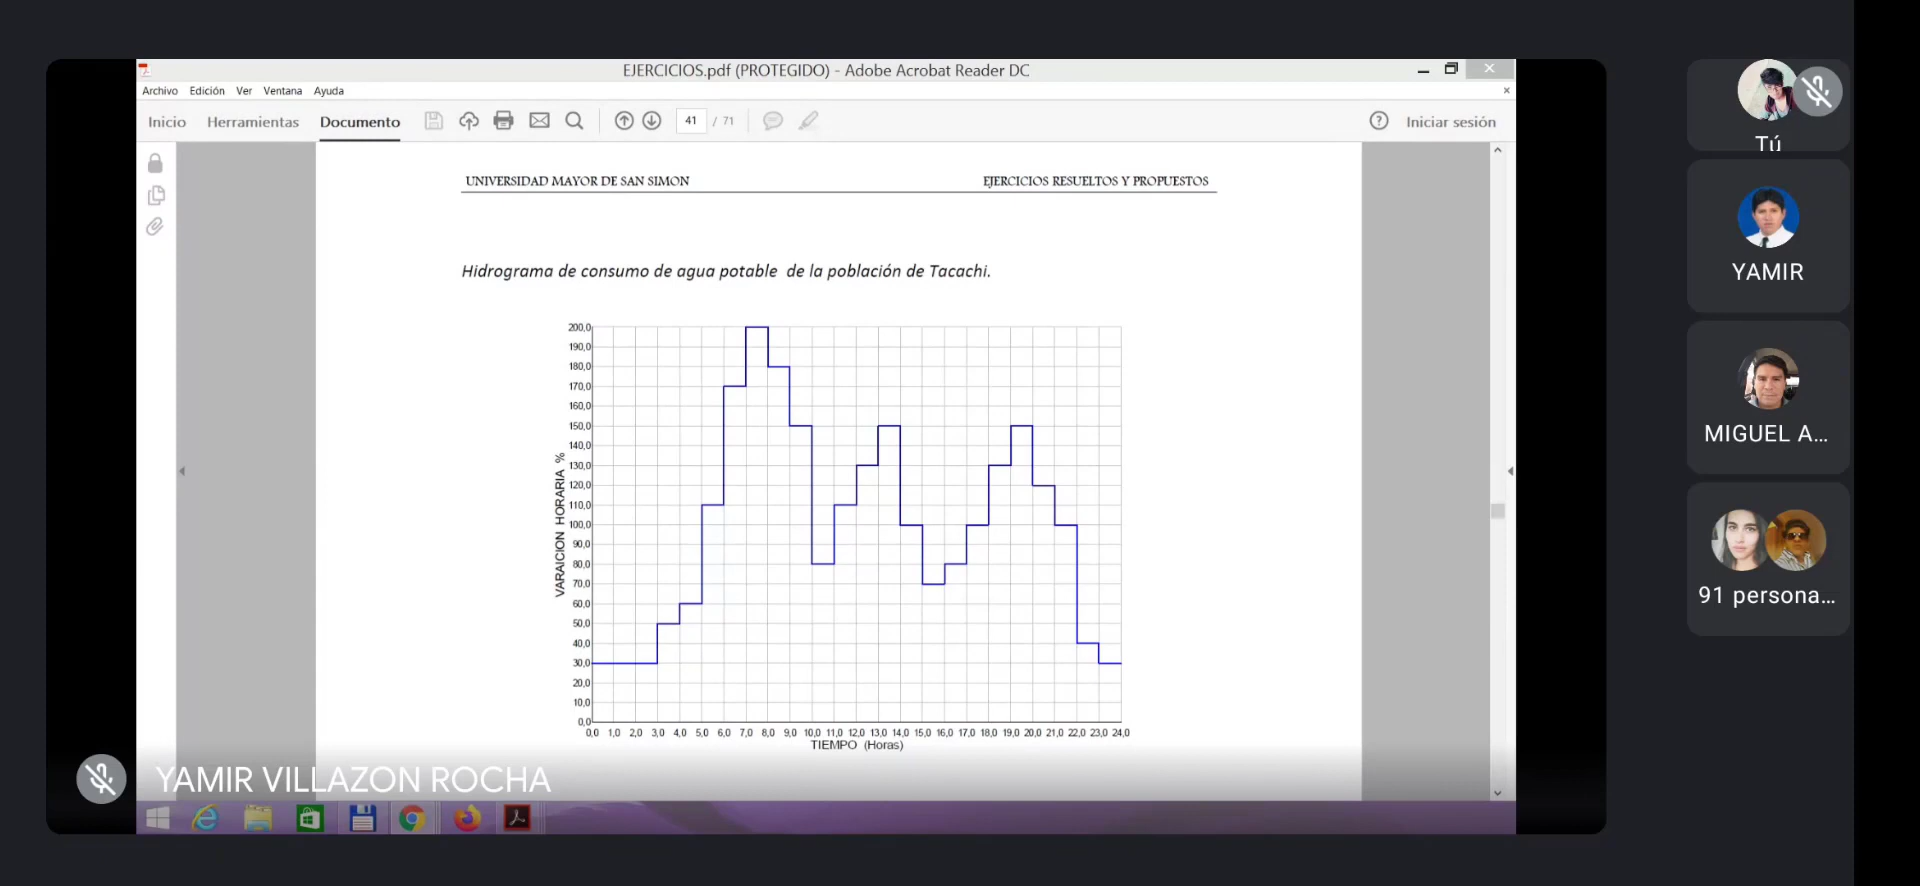 EJERCICIOS.pdf (PROTEGIDO) - Adobe Acrobat Reader DC
Archivo Edición Ver Ventana Ayuda
Inicio Herramientas Documento 41 / 71 Iniciar sesión
UNIVERSIDAD MAYOR DE SAN SIMON EJERCICIOS RESUELTOS Y PROPUESTOS
Hidrograma de consumo de agua potable de la población de Tacachi.
200,0
190,0
180,0
170,0
160,0
150,0
140,0
130,0
120,0
110,0
100,0
90,0
80,0
70,0
60,0
50,0
40,0
30,0
20,0
10,0
0,0
VARAICION HORARIA %
0,0 1,0 2,0 3,0 4,0 5,0 6,0 7,0 8,0 9,0 10,0 11,0 12,0 13,0 14,0 15,0 16,0 17,0 18,0 19,0 20,0 21,0 22,0 23,0 24,0
TIEMPO (Horas)
YAMIR VILLAZON ROCHA
Tú
YAMIR
MIGUEL A...
91 persona...